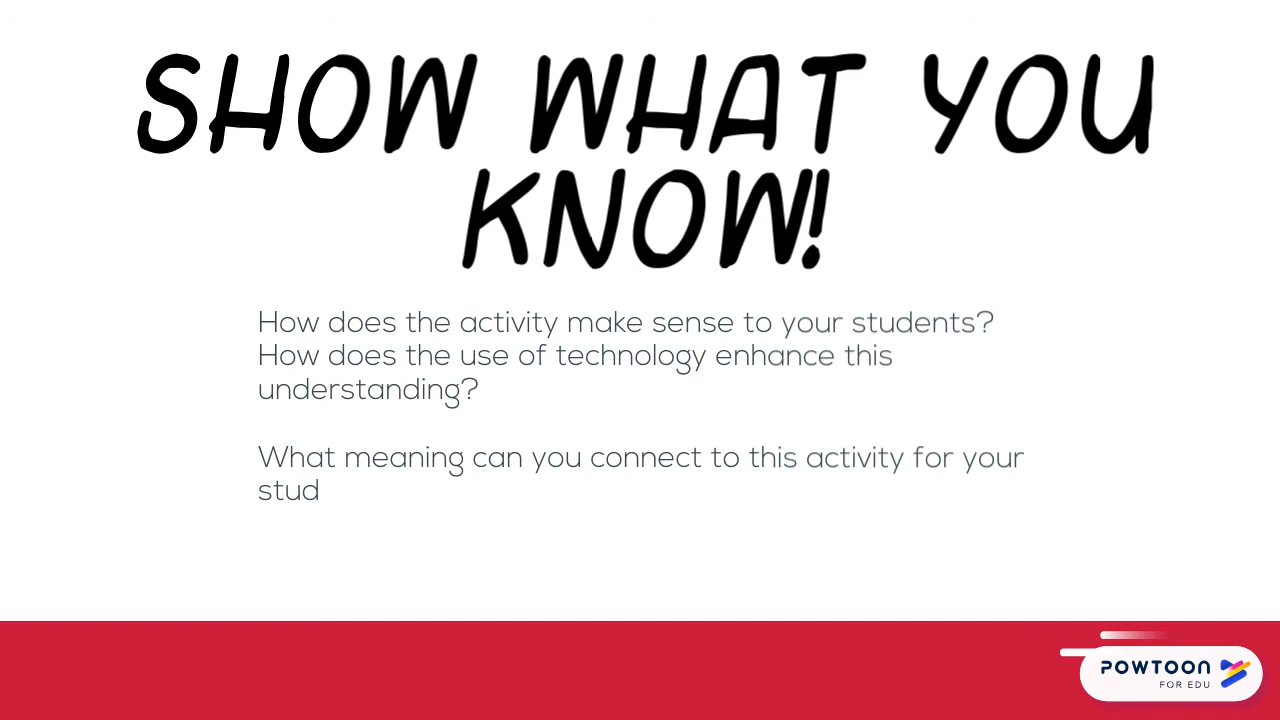 SHOW WHAT YOU
KNOW!
How does the activity make sense to your students?
How does the use of technology enhance this
understanding?
What meaning can you connect to this activity for your
stud
POWTOON
FOR EDU